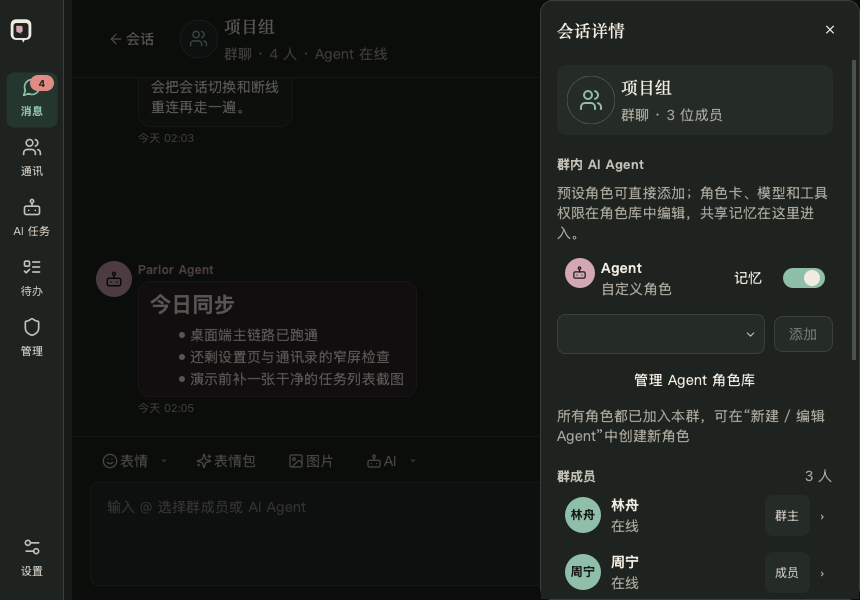 4
消息
通讯
AI 任务
待办
管理
设置
会话
项目组
群聊 · 4 人 · Agent 在线
会把会话切换和断线
重连再走一遍。
今天 02:03
Parlor Agent
今日同步
桌面端主链路已跑通
还剩设置页与通讯录的窄屏检查
演示前补一张干净的任务列表截图
今天 02:05
表情
表情包
图片
AI
输入 @ 选择群成员或 AI Agent
会话详情
项目组
群聊 · 3 位成员
群内 AI Agent
预设角色可直接添加；角色卡、模型和工具
权限在角色库中编辑，共享记忆在这里进
入。
Agent
自定义角色
记忆
添加
管理 Agent 角色库
所有角色都已加入本群，可在“新建 / 编辑
Agent”中创建新角色
群成员
3 人
林舟
林舟
在线
群主
周宁
周宁
在线
成员